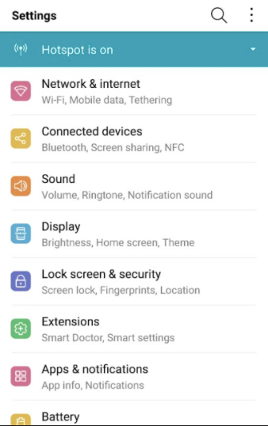 Settings
Hotspot is on
Network & internet
Wi-Fi, Mobile data, Tethering
Connected devices
Bluetooth, Screen sharing, NFC
Sound
Volume, Ringtone, Notification sound
Display
Brightness, Home screen, Theme
Lock screen & security
Screen lock, Fingerprints, Location
Extensions
Smart Doctor, Smart settings
Apps & notifications
App info, Notifications
Battery